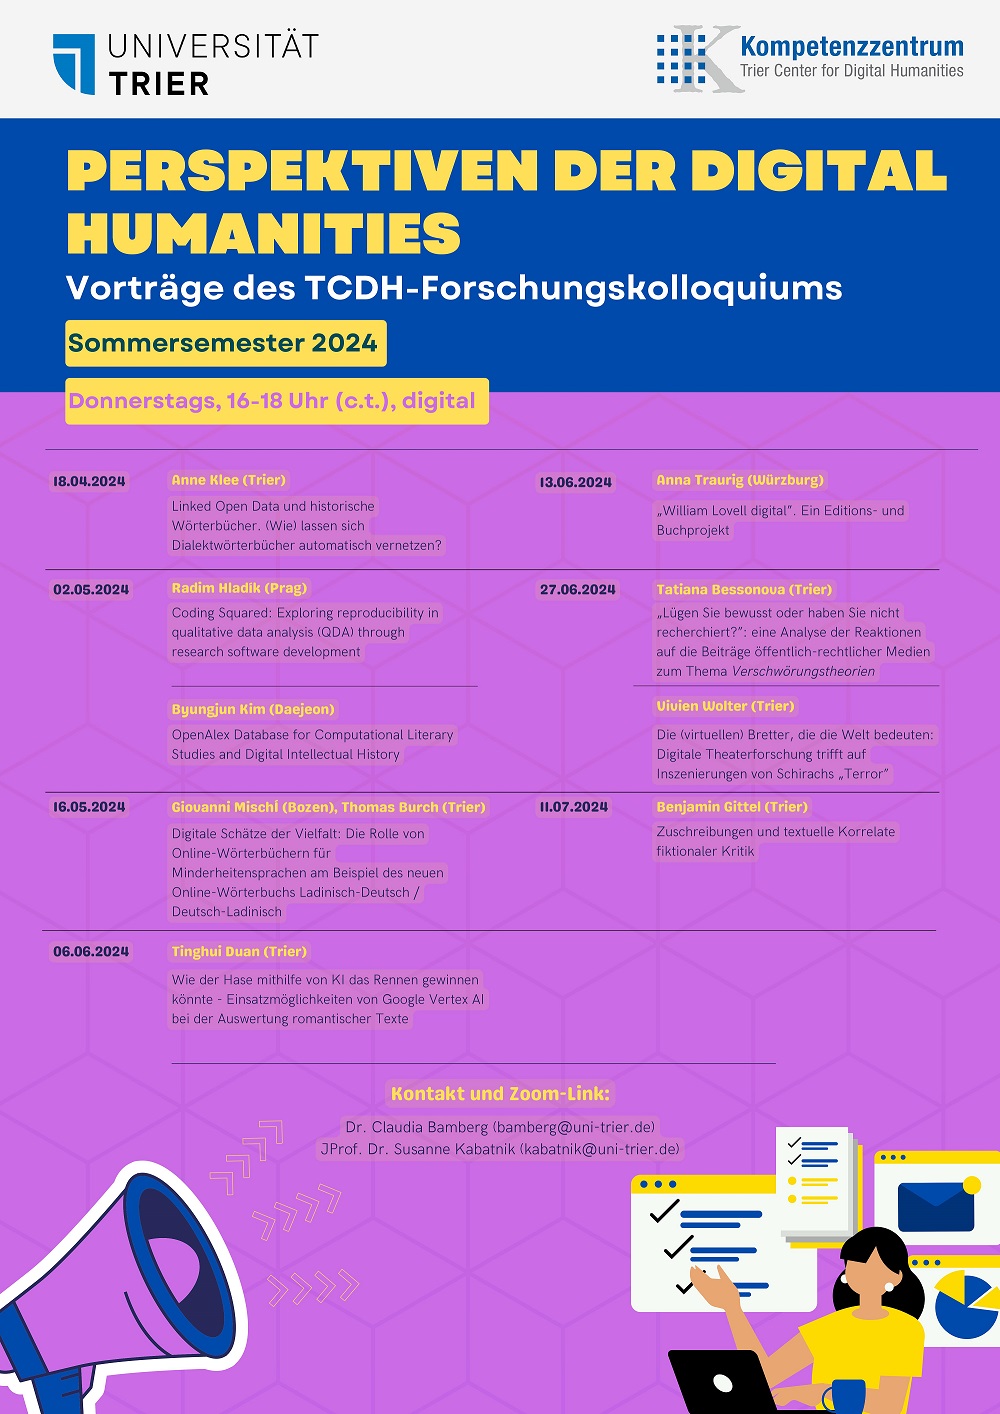 UNIVERSITÄT
TRIER
Kompetenzzentrum
Trier Center for Digital Humanities
PERSPEKTIVEN DER DIGITAL
HUMANITIES
Vorträge des TCDH-Forschungskolloquiums
Sommersemester 2024
Donnerstags, 16-18 Uhr (c.t.), digital
18.04.2024
Anne Klee (Trier)
Linked Open Data und historische
Wörterbücher. (Wie) lassen sich
Dialektwörterbücher automatisch vernetzen?
02.05.2024
Radim Hladík (Prag)
Coding Squared: Exploring reproducibility in
qualitative data analysis (QDA) through
research software development
Byungjun Kim (Daejeon)
OpenAlex Database for Computational Literary
Studies and Digital Intellectual History
16.05.2024
Giovanni Mischí (Bozen), Thomas Burch (Trier)
Digitale Schätze der Vielfalt: Die Rolle von
Online-Wörterbüchern für
Minderheitensprachen am Beispiel des neuen
Online-Wörterbuchs Ladinisch-Deutsch /
Deutsch-Ladinisch
06.06.2024
Tinghui Duan (Trier)
Wie der Hase mithilfe von KI das Rennen gewinnen
könnte - Einsatzmöglichkeiten von Google Vertex AI
bei der Auswertung romantischer Texte
13.06.2024
Anna Traurig (Würzburg)
„William Lovell digital”. Ein Editions- und
Buchprojekt
27.06.2024
Tatiana Bessonova (Trier)
„Lügen Sie bewusst oder haben Sie nicht
recherchiert?”: eine Analyse der Reaktionen
auf die Beiträge öffentlich-rechtlicher Medien
zum Thema Verschwörungstheorien
Vivien Wolter (Trier)
Die (virtuellen) Bretter, die die Welt bedeuten:
Digitale Theaterforschung trifft auf
Inszenierungen von Schirachs „Terror”
11.07.2024
Benjamin Gittel (Trier)
Zuschreibungen und textuelle Korrelate
fiktionaler Kritik
Kontakt und Zoom-Link:
Dr. Claudia Bamberg (bamberg@uni-trier.de)
JProf. Dr. Susanne Kabatnik (kabatnik@uni-trier.de)